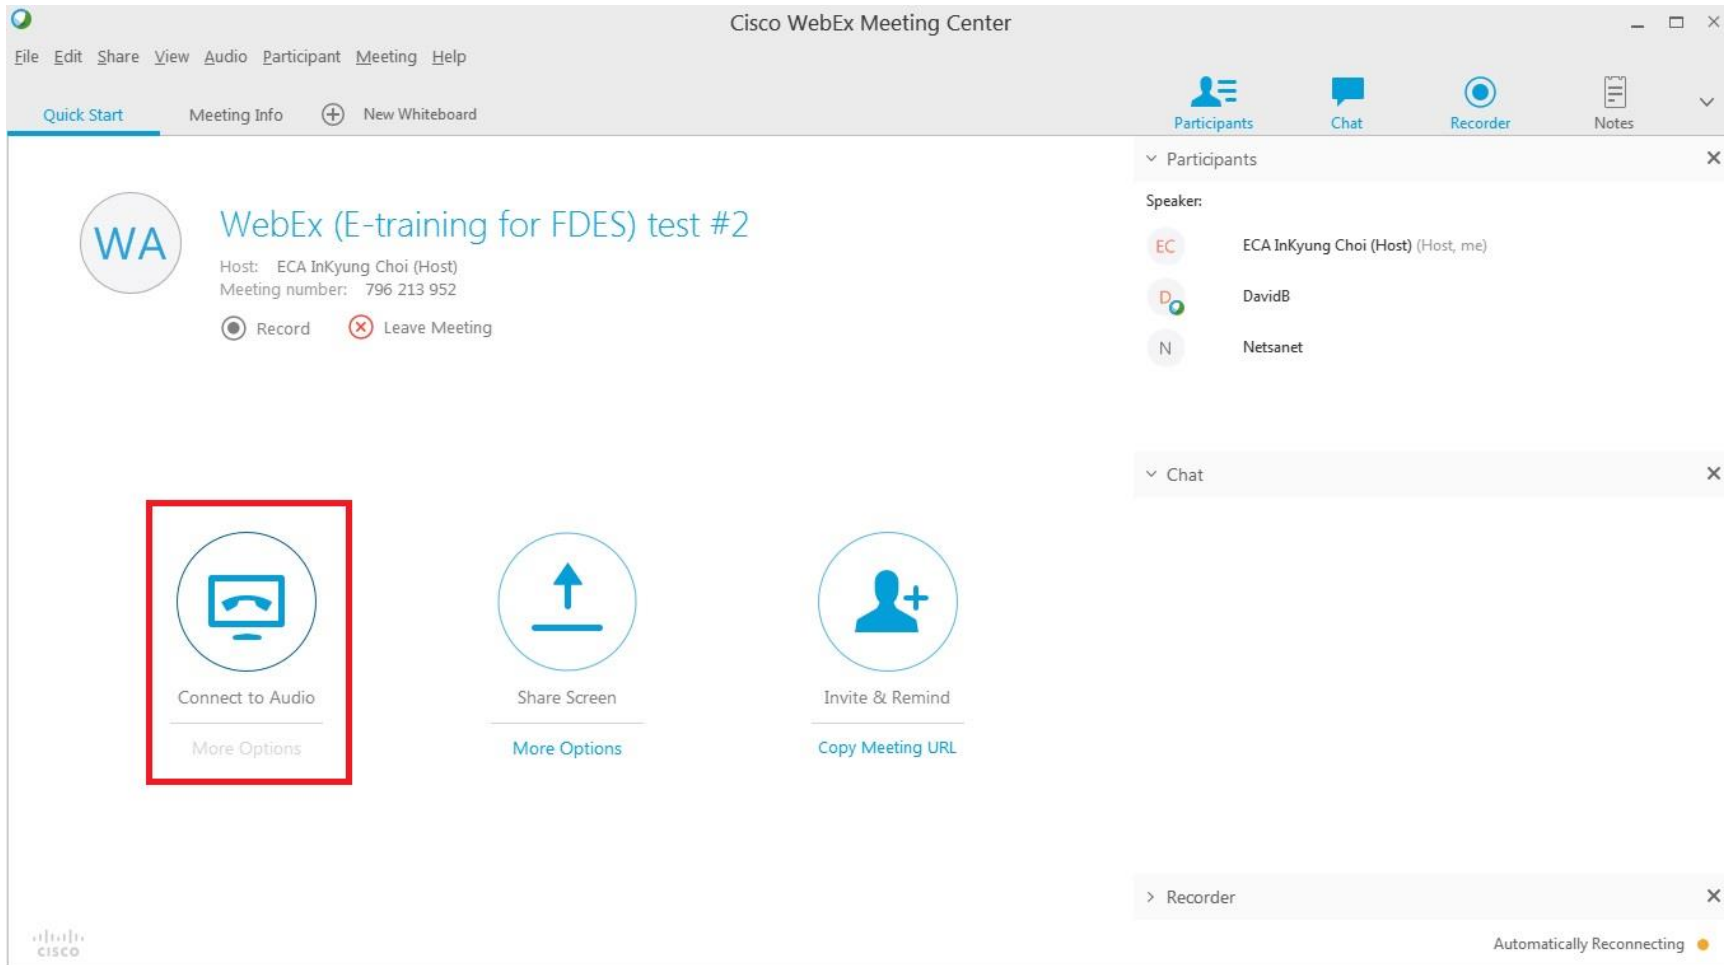 Cisco WebEx Meeting Center
File Edit Share View Audio Participant Meeting Help
Quick Start Meeting Info New Whiteboard
Participants Chat Recorder Notes
WA
WebEx (E-training for FDES) test #2
Host: ECA InKyung Choi (Host)
Meeting number: 796 213 952
Record Leave Meeting
Participants
Speaker:
EC ECA InKyung Choi (Host) (Host, me)
D DavidB
N Netsanet
Chat
Connect to Audio
More Options
Share Screen
More Options
Invite & Remind
Copy Meeting URL
Recorder
CISCO
Automatically Reconnecting